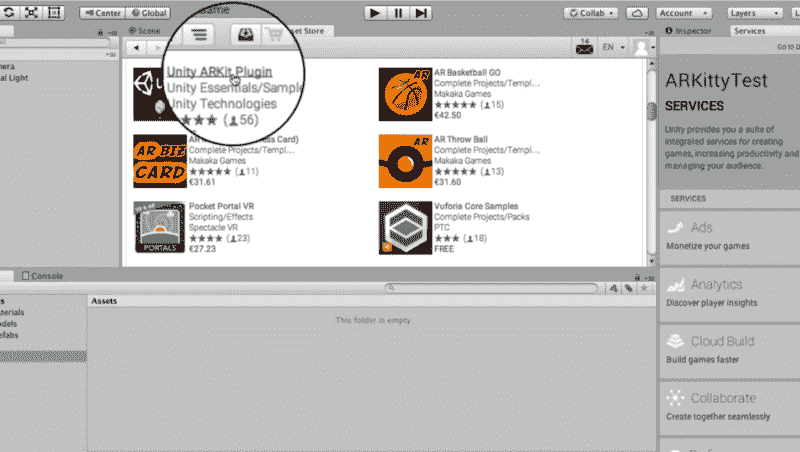 Center
Global
Collab
Account
Layers
Scene
et Store
Inspector
Services
14
EN
Go to D
Unity ARKit Plugin
Unity Essentials/Sample
Unity Technologies
(56)
AR Basketball GO
Complete Projects/Templ...
Makaka Games
(15)
€42.50
ness Card)
Complete Projects/Templ...
Makaka Games
(11)
€31.61
AR BIZ
CARD
AR Throw Ball
Complete Projects/Templ...
Makaka Games
(13)
€31.60
Pocket Portal VR
Scripting/Effects
Spectacle VR
(23)
€27.23
PORTALS
Vuforia Core Samples
Complete Projects/Packs
PTC
(18)
FREE
mera
al Light
ARKittyTest
SERVICES
Unity provides you a suite of
integrated services for creating
games, increasing productivity and
managing your audience.
SERVICES
Ads
Monetize your games
Analytics
Discover player insights
Cloud Build
Build games faster
Collaborate
Create together seamlessly
Console
Assets
This folder is empty
terials
odels
efabs